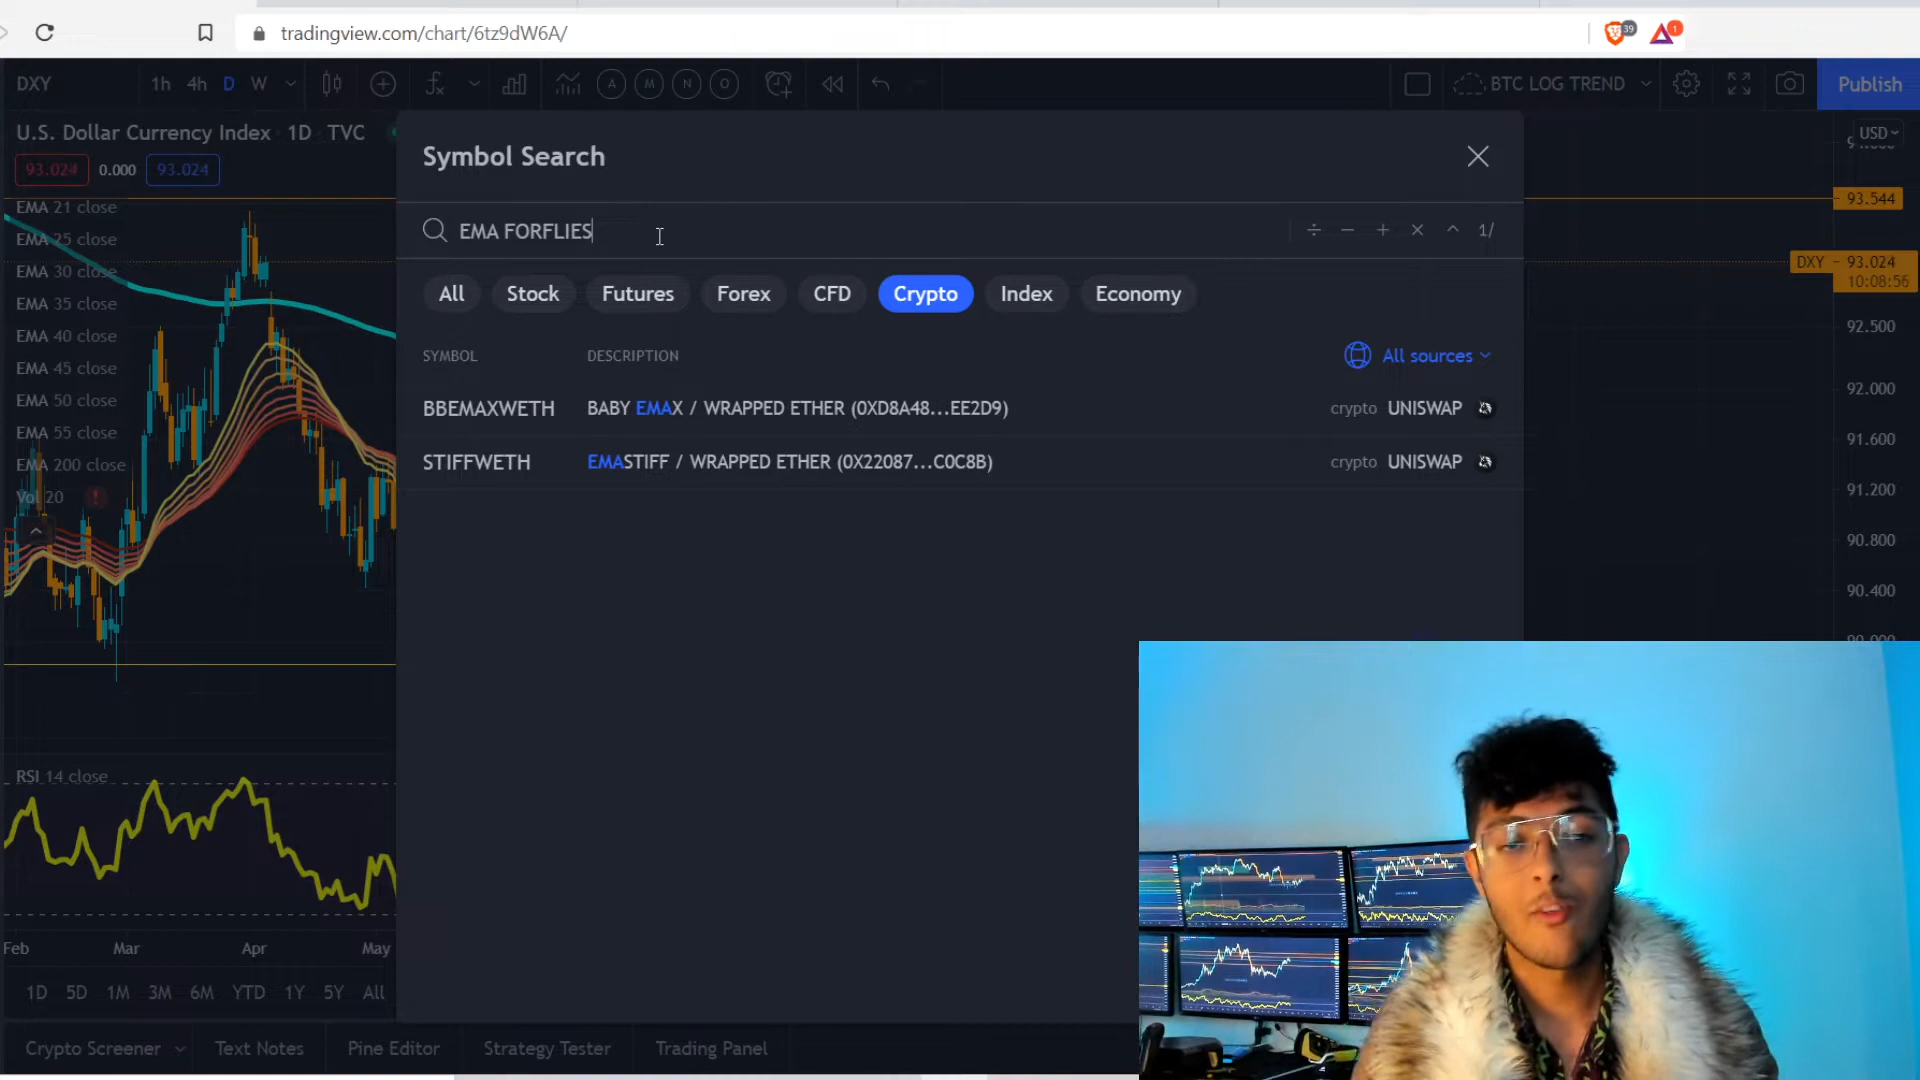 tradingview.com/chart/6tz9dW6A/
39
1
DXY
1h 4h D W
A M N O
BTC LOG TREND
Publish
U.S. Dollar Currency Index · 1D · TVC
93.024 0.000 93.024
EMA 21 close
EMA 25 close
EMA 30 close
EMA 35 close
EMA 40 close
EMA 45 close
EMA 50 close
EMA 55 close
EMA 200 close
Vol 20
Symbol Search
EMA FORFLIES
1/
All Stock Futures Forex CFD Crypto Index Economy
SYMBOL DESCRIPTION All sources
BBEMAXWETH BABY EMAX / WRAPPED ETHER (0XD8A48...EE2D9) crypto UNISWAP
STIFFWETH EMASTIFF / WRAPPED ETHER (0X22087...C0C8B) crypto UNISWAP
USD
93.544
DXY 93.024
10:08:56
92.500
92.000
91.600
91.200
90.800
90.400
RSI 14 close
Feb Mar Apr May
1D 5D 1M 3M 6M YTD 1Y 5Y All
Crypto Screener Text Notes Pine Editor Strategy Tester Trading Panel